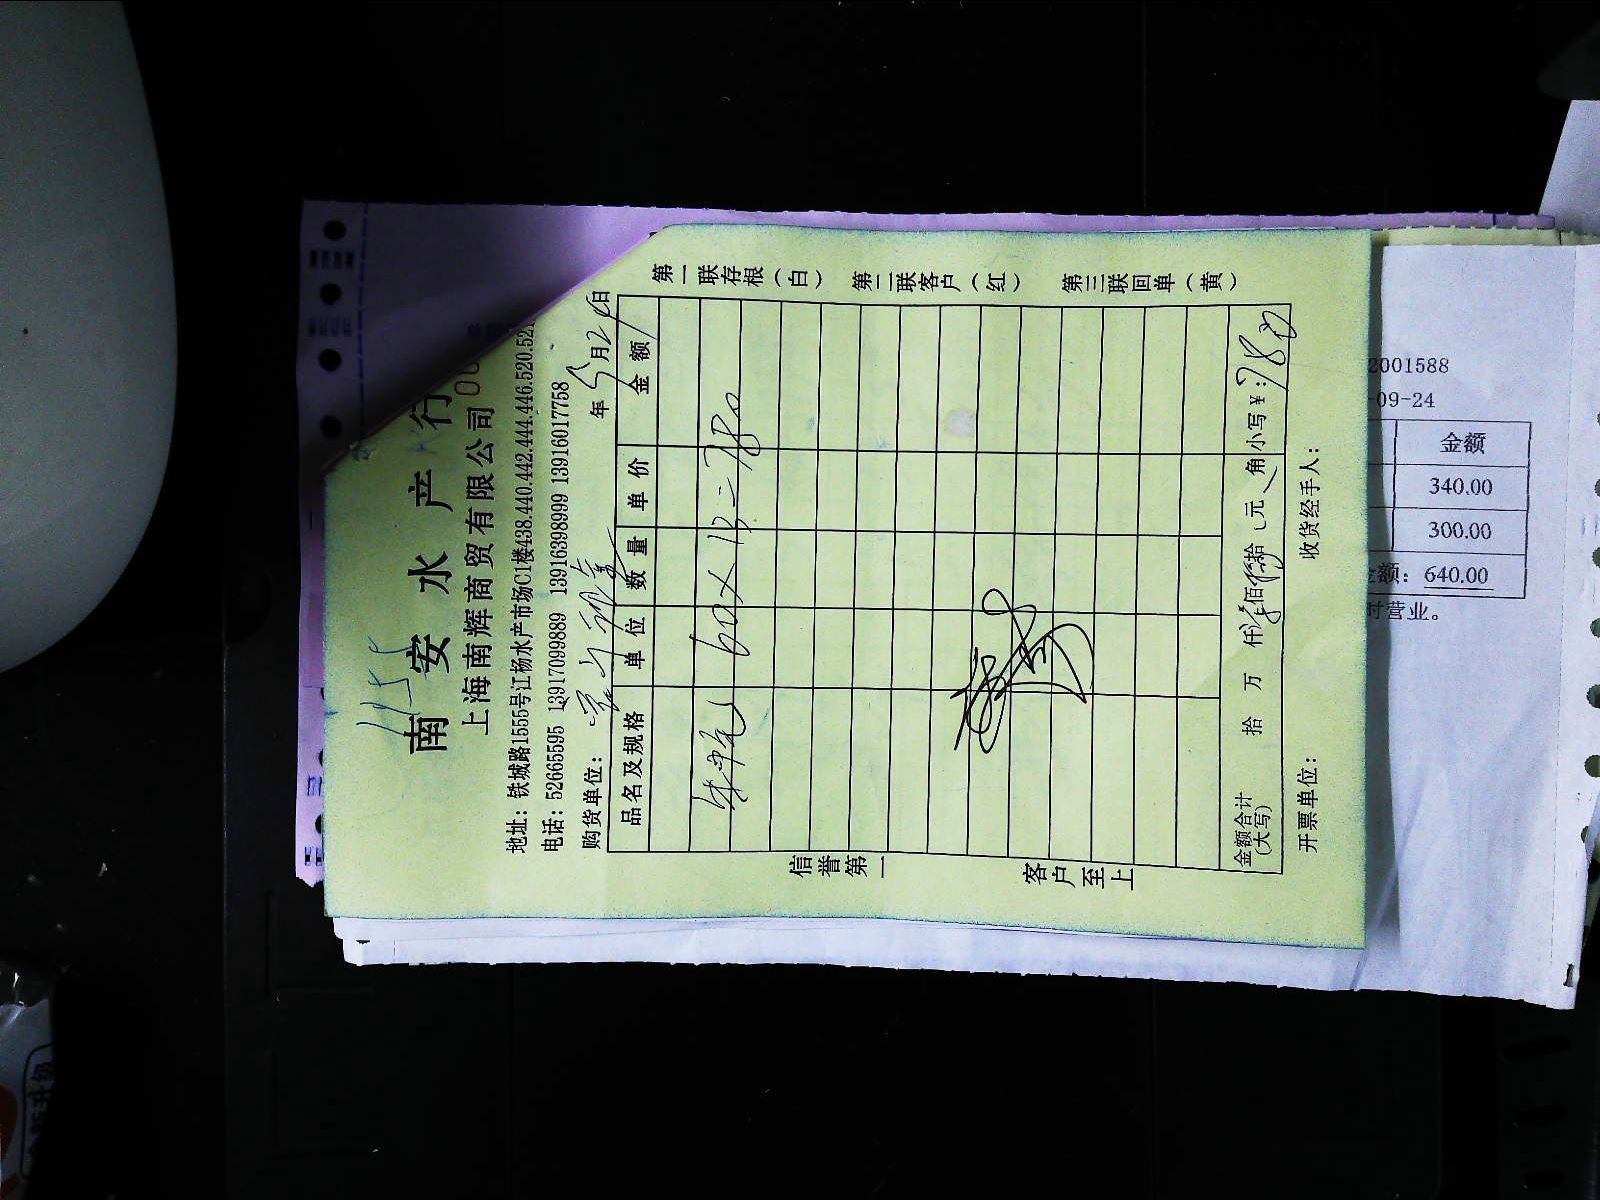 1155
南安水产行
上海南辉商贸有限公司
地址：铁城路1555号江杨水产市场C1楼438.440.442.444.446.520.52
电话：52665595 13917099889 13916398999 13916017758
购货单位：
年 月 日
品名及规格 单位 数量 单价 金额
60×13=780
信誉第一
客户至上
金额合计(大写) 拾 万 仟 佰 拾 元 角 小写￥：780
开票单位： 收货经手人：
第一联存根（白）
第二联客户（红）
第三联回单（黄）
2001588
-09-24
金额
340.00
300.00
额：640.00
时营业。